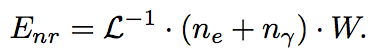 $E_{nr} = \mathcal{L}^{-1} \cdot (n_e + n_\gamma) \cdot W.$